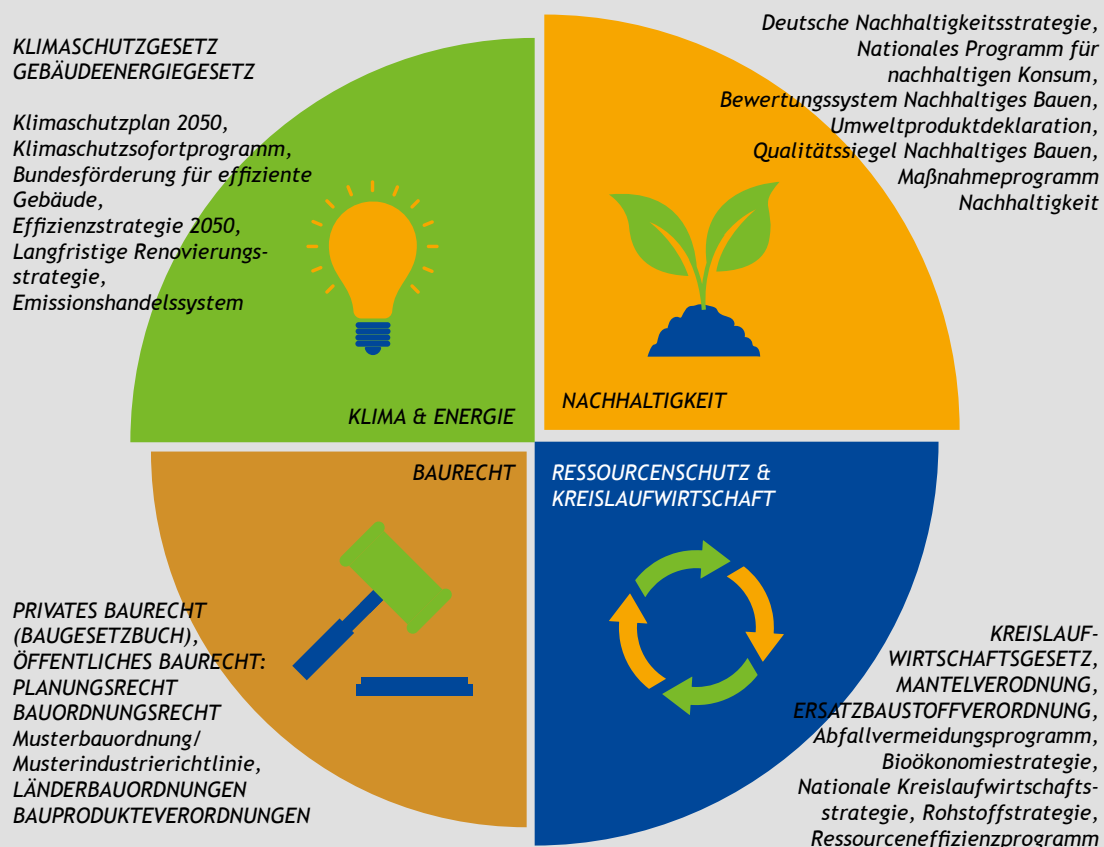 KLIMASCHUTZGESETZ
GEBÄUDEENERGIEGESETZ
Klimaschutzplan 2050,
Klimaschutzsofortprogramm,
Bundesförderung für effiziente
Gebäude,
Effizienzstrategie 2050,
Langfristige Renovierungs-
strategie,
Emissionshandelssystem
KLIMA & ENERGIE
Deutsche Nachhaltigkeitsstrategie,
Nationales Programm für
nachhaltigen Konsum,
Bewertungssystem Nachhaltiges Bauen,
Umweltproduktdeklaration,
Qualitätssiegel Nachhaltiges Bauen,
Maßnahmeprogramm
Nachhaltigkeit
NACHHALTIGKEIT
BAURECHT
PRIVATES BAURECHT
(BAUGESETZBUCH),
ÖFFENTLICHES BAURECHT:
PLANUNGSRECHT
BAUORDNUNGSRECHT
Musterbauordnung/
Musterindustrierichtlinie,
LÄNDERBAUORDNUNGEN
BAUPRODUKTEVERORDNUNGEN
RESSOURCENSCHUTZ &
KREISLAUFWIRTSCHAFT
KREISLAUF-
WIRTSCHAFTSGESETZ,
MANTELVERODNUNG,
ERSATZBAUSTOFFVERORDNUNG,
Abfallvermeidungsprogramm,
Bioökonomiestrategie,
Nationale Kreislaufwirtschafts-
strategie, Rohstoffstrategie,
Ressourceneffizienzprogramm